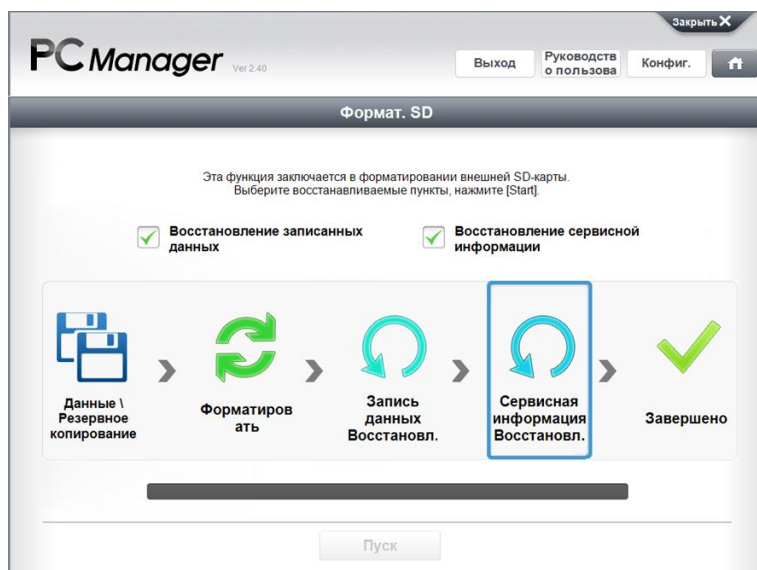 Закрыть X
PC Manager Ver 2.40
Выход
Руководств
о пользова
Конфиг.
Формат. SD
Эта функция заключается в форматировании внешней SD-карты.
Выберите восстанавливаемые пункты, нажмите [Start].
Восстановление записанных
данных
Восстановление сервисной
информации
Данные \
Резервное
копирование
Форматиров
ать
Запись
данных
Восстановл.
Сервисная
информация
Восстановл.
Завершено
Пуск